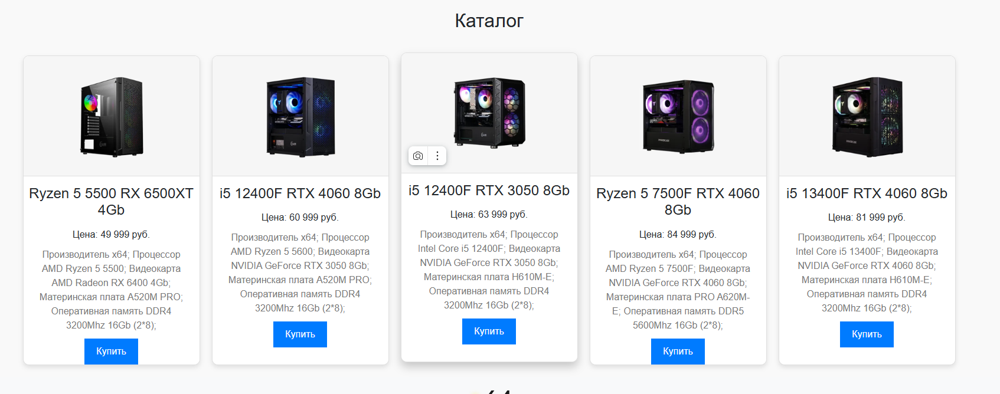 Каталог
Ryzen 5 5500 RX 6500XT
4Gb
Цена: 49 999 руб.
Производитель x64; Процессор
AMD Ryzen 5 5500; Видеокарта
AMD Radeon RX 6400 4Gb;
Материнская плата A520M PRO;
Оперативная память DDR4
3200Mhz 16Gb (2*8);
Купить
i5 12400F RTX 4060 8Gb
Цена: 60 999 руб.
Производитель x64; Процессор
AMD Ryzen 5 5600; Видеокарта
NVIDIA GeForce RTX 3050 8Gb;
Материнская плата A520M PRO;
Оперативная память DDR4
3200Mhz 16Gb (2*8);
Купить
i5 12400F RTX 3050 8Gb
Цена: 63 999 руб.
Производитель x64; Процессор
Intel Core i5 12400F; Видеокарта
NVIDIA GeForce RTX 3050 8Gb;
Материнская плата H610M-E;
Оперативная память DDR4
3200Mhz 16Gb (2*8);
Купить
Ryzen 5 7500F RTX 4060
8Gb
Цена: 84 999 руб.
Производитель x64; Процессор
AMD Ryzen 5 7500F; Видеокарта
NVIDIA GeForce RTX 4060 8Gb;
Материнская плата PRO A620M-
E; Оперативная память DDR5
5600Mhz 16Gb (2*8);
Купить
i5 13400F RTX 4060 8Gb
Цена: 81 999 руб.
Производитель x64; Процессор
Intel Core i5 13400F; Видеокарта
NVIDIA GeForce RTX 4060 8Gb;
Материнская плата H610M-E;
Оперативная память DDR4
3200Mhz 16Gb (2*8);
Купить